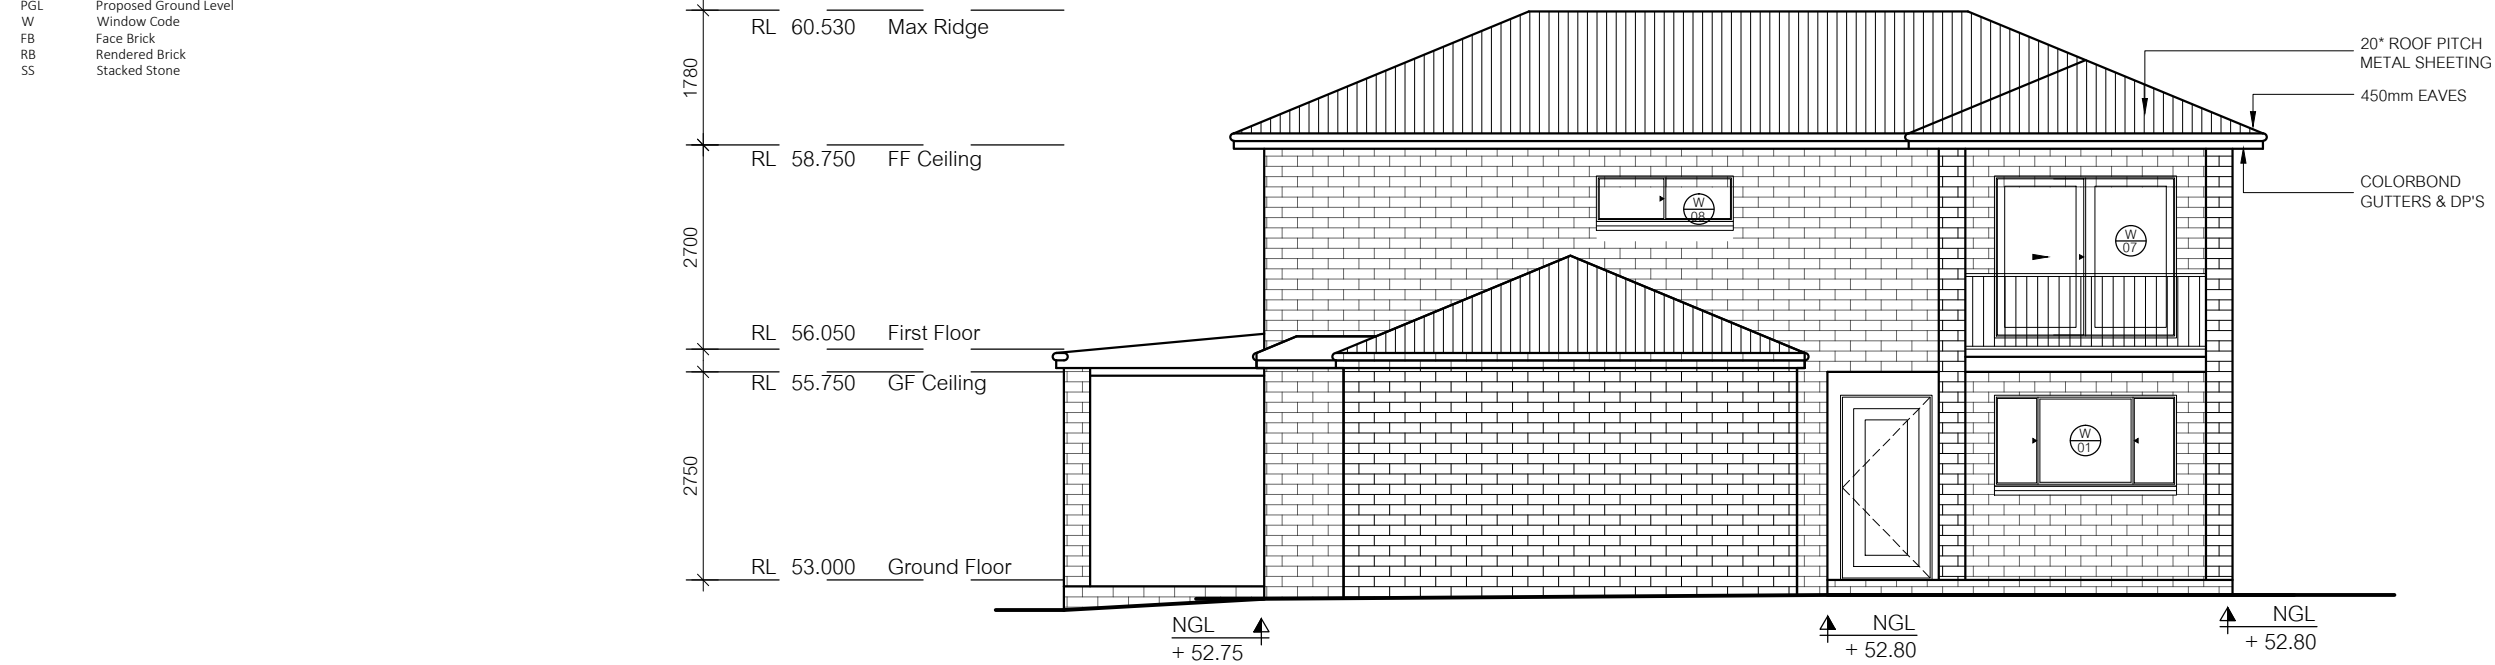 PGL Proposed Ground Level
W Window Code
FB Face Brick
RB Rendered Brick
SS Stacked Stone
RL 60.530 Max Ridge
1780
RL 58.750 FF Ceiling
2700
RL 56.050 First Floor
RL 55.750 GF Ceiling
2750
RL 53.000 Ground Floor
20* ROOF PITCH
METAL SHEETING
450mm EAVES
COLORBOND
GUTTERS & DP'S
W
08
W
07
W
01
NGL
+ 52.75
NGL
+ 52.80
NGL
+ 52.80